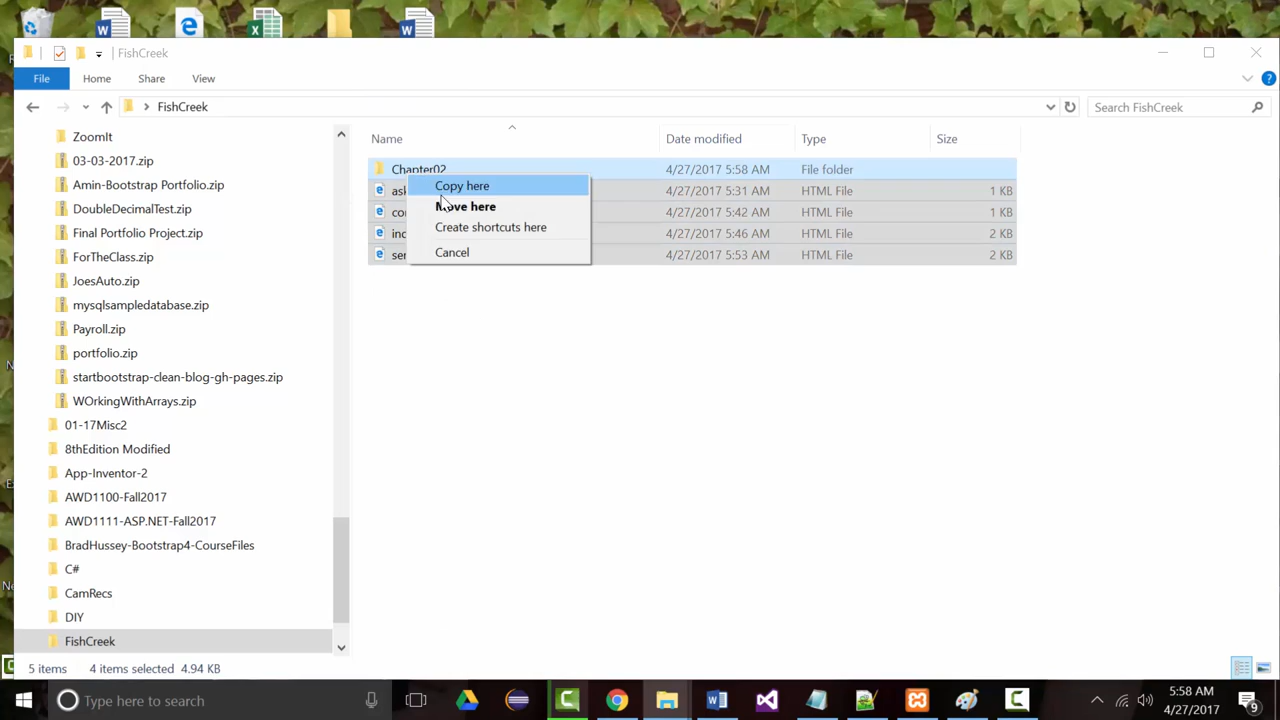 FishCreek
File Home Share View
FishCreek
Search FishCreek
Name Date modified Type Size
ZoomIt
03-03-2017.zip
Amin-Bootstrap Portfolio.zip
DoubleDecimalTest.zip
Final Portfolio Project.zip
ForTheClass.zip
JoesAuto.zip
mysqlsampledatabase.zip
Payroll.zip
portfolio.zip
startbootstrap-clean-blog-gh-pages.zip
WOrkingWithArrays.zip
01-17Misc2
8thEdition Modified
App-Inventor-2
AWD1100-Fall2017
AWD1111-ASP.NET-Fall2017
BradHussey-Bootstrap4-CourseFiles
C#
CamRecs
DIY
FishCreek
Chapter02 4/27/2017 5:58 AM File folder
4/27/2017 5:31 AM HTML File 1 KB
4/27/2017 5:42 AM HTML File 1 KB
4/27/2017 5:46 AM HTML File 2 KB
4/27/2017 5:53 AM HTML File 2 KB
Copy here
Move here
Create shortcuts here
Cancel
5 items 4 items selected 4.94 KB
Type here to search
5:58 AM
4/27/2017
9